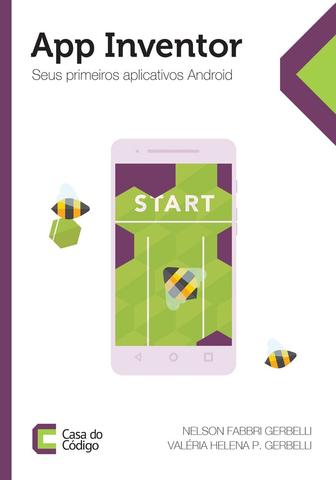 App Inventor
Seus primeiros aplicativos Android
START
Casa do
Código
NELSON FABBRI GERBELLI
VALÉRIA HELENA P. GERBELLI